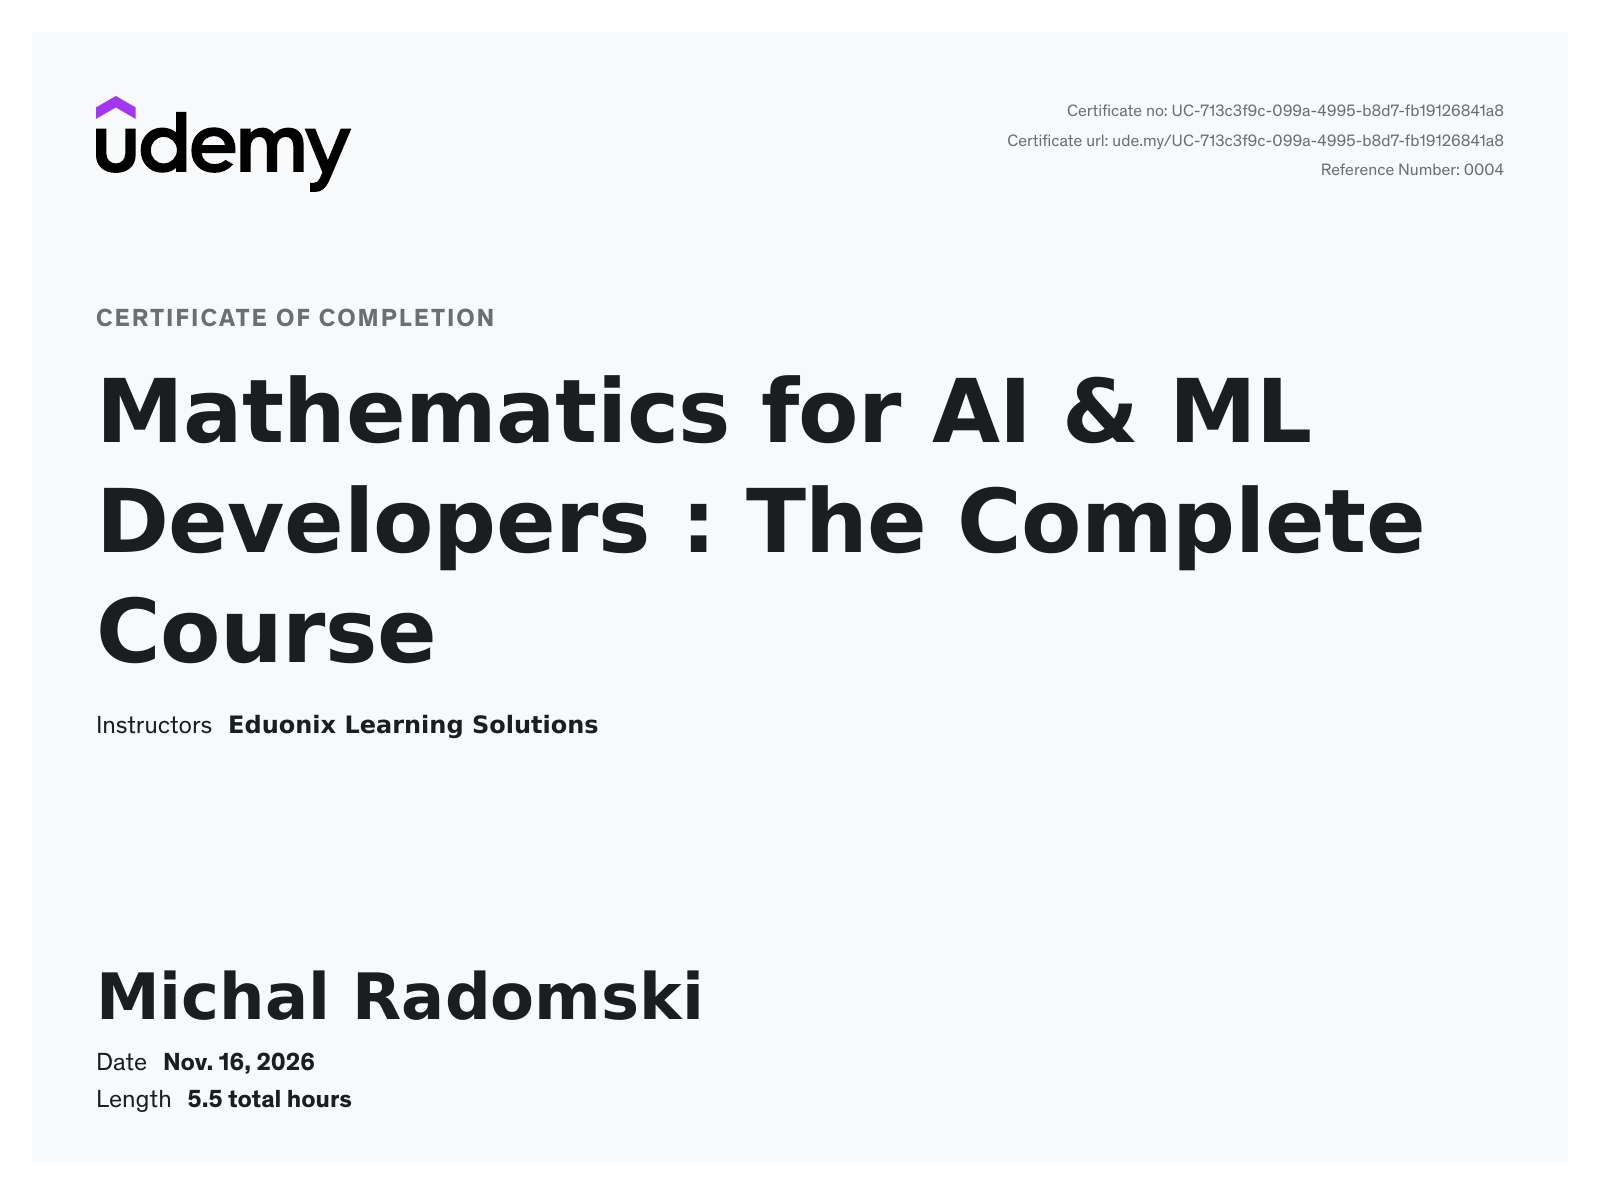 udemy
Certificate no: UC-713c3f9c-099a-4995-b8d7-fb19126841a8
Certificate url: ude.my/UC-713c3f9c-099a-4995-b8d7-fb19126841a8
Reference Number: 0004
CERTIFICATE OF COMPLETION
Mathematics for AI & ML
Developers : The Complete
Course
Instructors Eduonix Learning Solutions
Michal Radomski
Date Nov. 16, 2026
Length 5.5 total hours